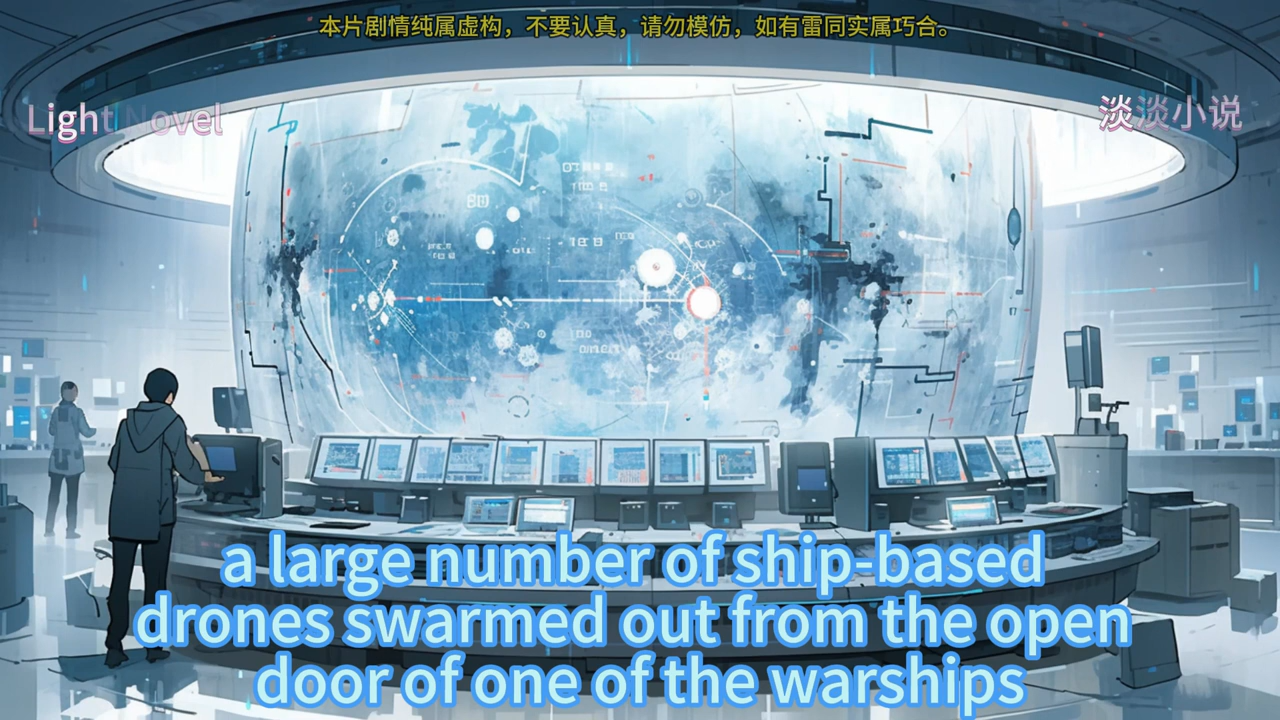 本片剧情纯属虚构，不要认真，请勿模仿，如有雷同实属巧合。
Light Novel
淡淡小说
a large number of ship-based
drones swarmed out from the open
door of one of the warships